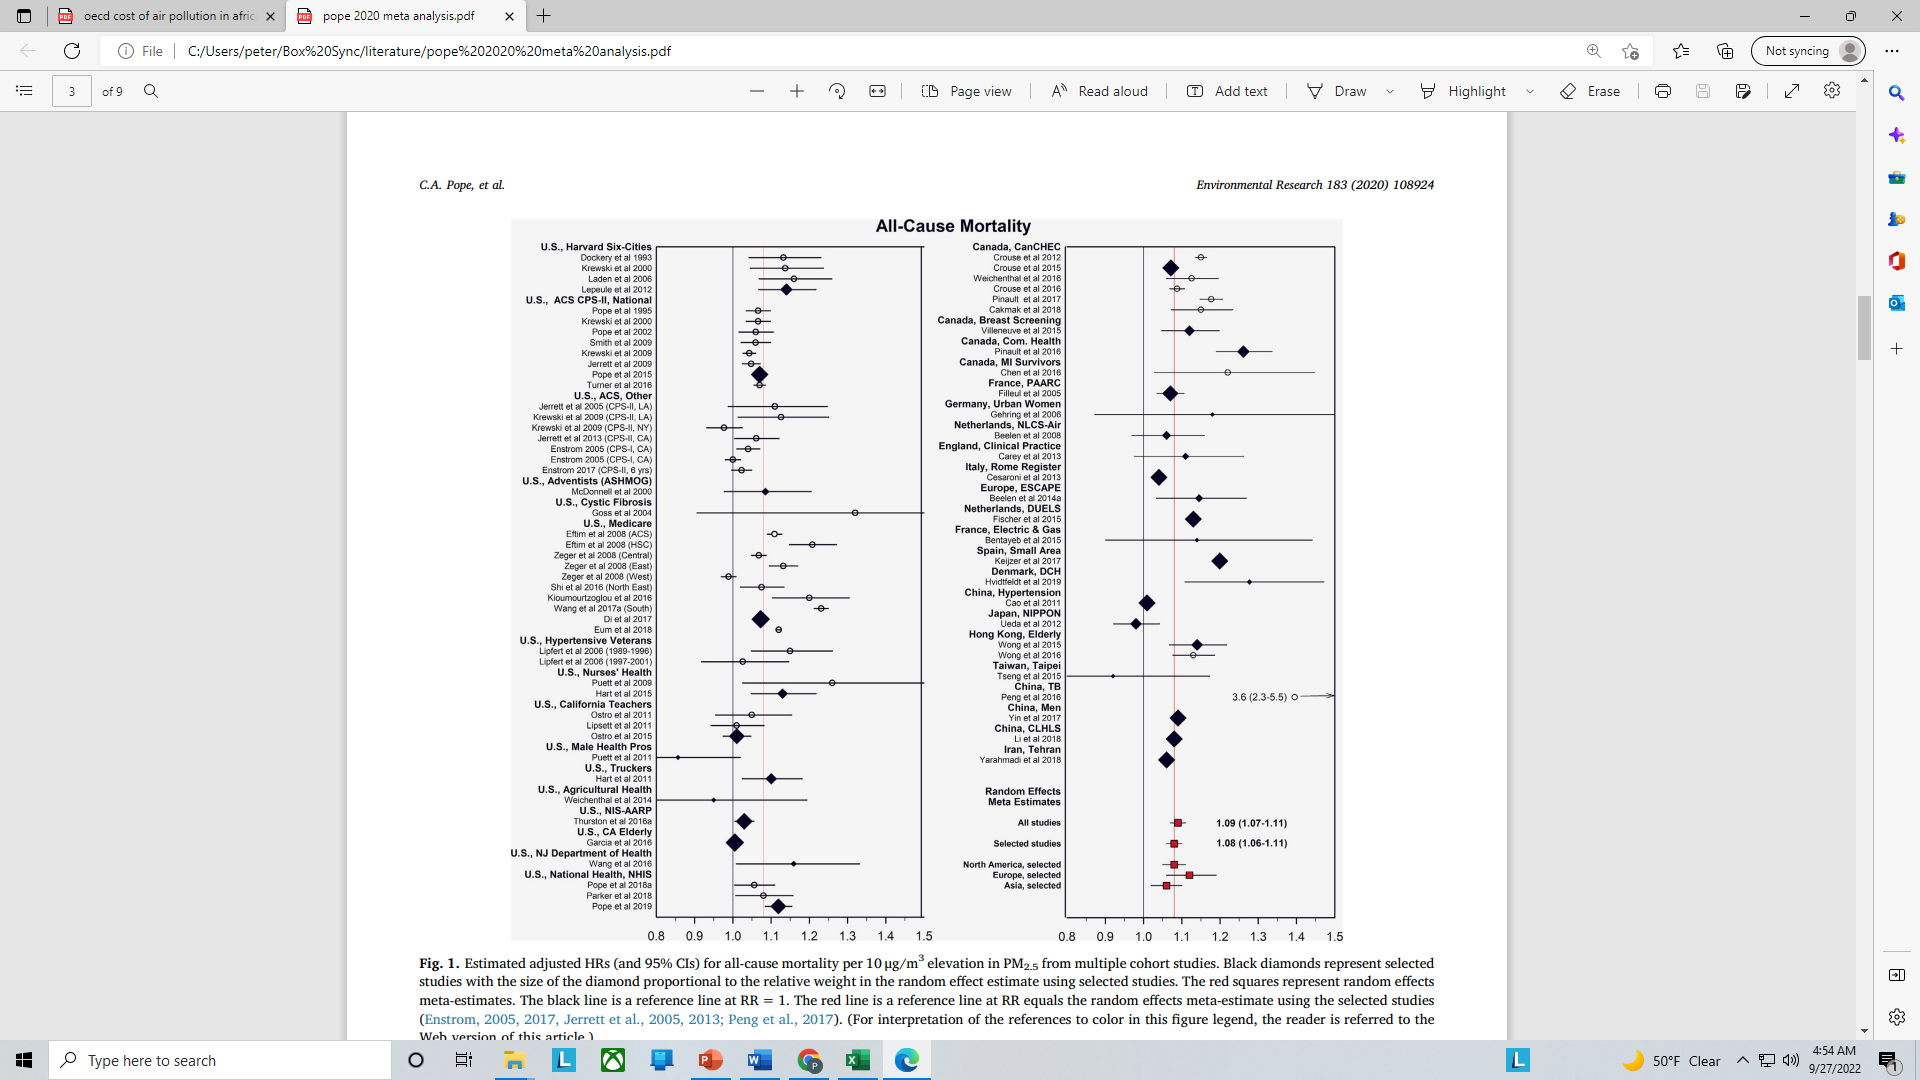 oecd cost of air pollution in afric
pope 2020 meta analysis.pdf
File
C:/Users/peter/Box%20Sync/literature/pope%202020%20meta%20analysis.pdf
Not syncing
3 of 9
Page view
Read aloud
Add text
Draw
Highlight
Erase
C.A. Pope, et al.
Environmental Research 183 (2020) 108924
All-Cause Mortality
U.S., Harvard Six-Cities
Dockery et al 1993
Krewski et al 2000
Laden et al 2006
Lepeule et al 2012
U.S., ACS CPS-II, National
Pope et al 1995
Krewski et al 2000
Pope et al 2002
Smith et al 2009
Krewski et al 2009
Jerrett et al 2009
Pope et al 2015
Turner et al 2016
U.S., ACS, Other
Jerrett et al 2005 (CPS-II, LA)
Krewski et al 2009 (CPS-II, LA)
Krewski et al 2009 (CPS-II, NY)
Jerrett et al 2013 (CPS-II, CA)
Enstrom 2005 (CPS-I, CA)
Enstrom 2005 (CPS-I, CA)
Enstrom 2017 (CPS-II, 6 yrs)
U.S., Adventists (ASHMOG)
McDonnell et al 2000
U.S., Cystic Fibrosis
Goss et al 2004
U.S., Medicare
Eftim et al 2008 (ACS)
Eftim et al 2008 (HSC)
Zeger et al 2008 (Central)
Zeger et al 2008 (East)
Zeger et al 2008 (West)
Shi et al 2016 (North East)
Kioumourtzoglou et al 2016
Wang et al 2017a (South)
Di et al 2017
Eum et al 2018
U.S., Hypertensive Veterans
Lipfert et al 2006 (1989-1996)
Lipfert et al 2006 (1997-2001)
U.S., Nurses' Health
Puett et al 2009
Hart et al 2015
U.S., California Teachers
Ostro et al 2011
Lipsett et al 2011
Ostro et al 2015
U.S., Male Health Pros
Puett et al 2011
U.S., Truckers
Hart et al 2011
U.S., Agricultural Health
Weichenthal et al 2014
U.S., NIS-AARP
Thurston et al 2016a
U.S., CA Elderly
Garcia et al 2016
U.S., NJ Department of Health
Wang et al 2016
U.S., National Health, NHIS
Pope et al 2018a
Parker et al 2018
Pope et al 2019
0.8 0.9 1.0 1.1 1.2 1.3 1.4 1.5
Canada, CanCHEC
Crouse et al 2012
Crouse et al 2015
Weichenthal et al 2016
Crouse et al 2016
Pinault et al 2017
Cakmak et al 2018
Canada, Breast Screening
Villeneuve et al 2015
Canada, Com. Health
Pinault et al 2016
Canada, MI Survivors
Chen et al 2016
France, PAARC
Filleul et al 2005
Germany, Urban Women
Gehring et al 2006
Netherlands, NLCS-Air
Beelen et al 2008
England, Clinical Practice
Carey et al 2013
Italy, Rome Register
Cesaroni et al 2013
Europe, ESCAPE
Beelen et al 2014a
Netherlands, DUELS
Fischer et al 2015
France, Electric & Gas
Bentayeb et al 2015
Spain, Small Area
Keijzer et al 2017
Denmark, DCH
Hvidtfeldt et al 2019
China, Hypertension
Cao et al 2011
Japan, NIPPON
Ueda et al 2012
Hong Kong, Elderly
Wong et al 2015
Wong et al 2016
Taiwan, Taipei
Tseng et al 2015
China, TB
Peng et al 2016
3.6 (2.3-5.5)
China, Men
Yin et al 2017
China, CLHLS
Li et al 2018
Iran, Tehran
Yarahmadi et al 2018
Random Effects
Meta Estimates
All studies 1.09 (1.07-1.11)
Selected studies 1.08 (1.06-1.11)
North America, selected
Europe, selected
Asia, selected
0.8 0.9 1.0 1.1 1.2 1.3 1.4 1.5
Fig. 1. Estimated adjusted HRs (and 95% CIs) for all-cause mortality per 10 μg/m³ elevation in PM2.5 from multiple cohort studies. Black diamonds represent selected
studies with the size of the diamond proportional to the relative weight in the random effect estimate using selected studies. The red squares represent random effects
meta-estimates. The black line is a reference line at RR = 1. The red line is a reference line at RR equals the random effects meta-estimate using the selected studies
(Enstrom, 2005, 2017, Jerrett et al., 2005, 2013; Peng et al., 2017). (For interpretation of the references to color in this figure legend, the reader is referred to the
Web version of this article.)
Type here to search
50°F Clear
4:54 AM
9/27/2022